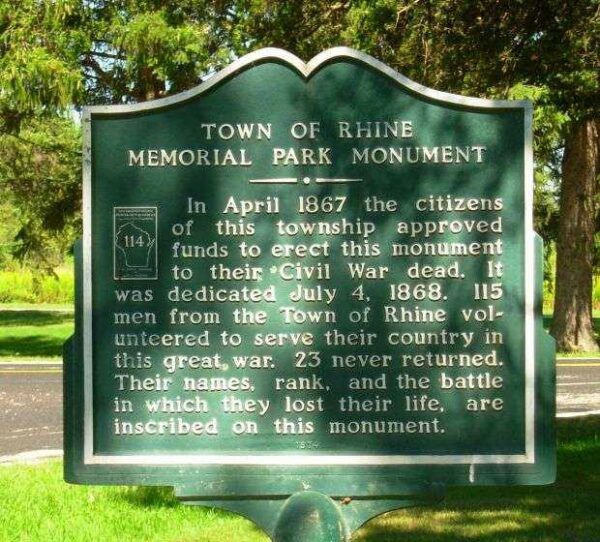 TOWN OF RHINE
MEMORIAL PARK MONUMENT
In April 1867 the citizens
of this township approved
funds to erect this monument
to their Civil War dead. It
was dedicated July 4, 1868. 115
men from the Town of Rhine vol-
unteered to serve their country in
this great war. 23 never returned.
Their names, rank, and the battle
in which they lost their life, are
inscribed on this monument.
114